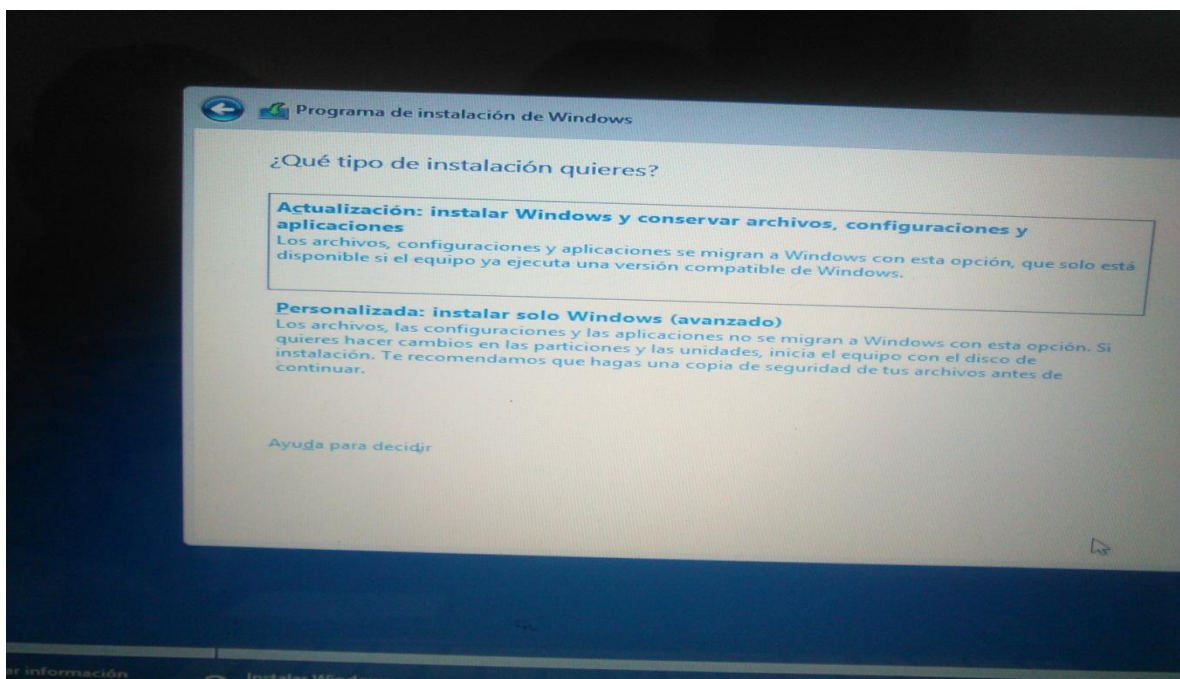 Programa de instalación de Windows
¿Qué tipo de instalación quieres?
Actualización: instalar Windows y conservar archivos, configuraciones y
aplicaciones
Los archivos, configuraciones y aplicaciones se migran a Windows con esta opción, que solo está
disponible si el equipo ya ejecuta una versión compatible de Windows.
Personalizada: instalar solo Windows (avanzado)
Los archivos, las configuraciones y las aplicaciones no se migran a Windows con esta opción. Si
quieres hacer cambios en las particiones y las unidades, inicia el equipo con el disco de
instalación. Te recomendamos que hagas una copia de seguridad de tus archivos antes de
continuar.
Ayuda para decidir
información
Instalar